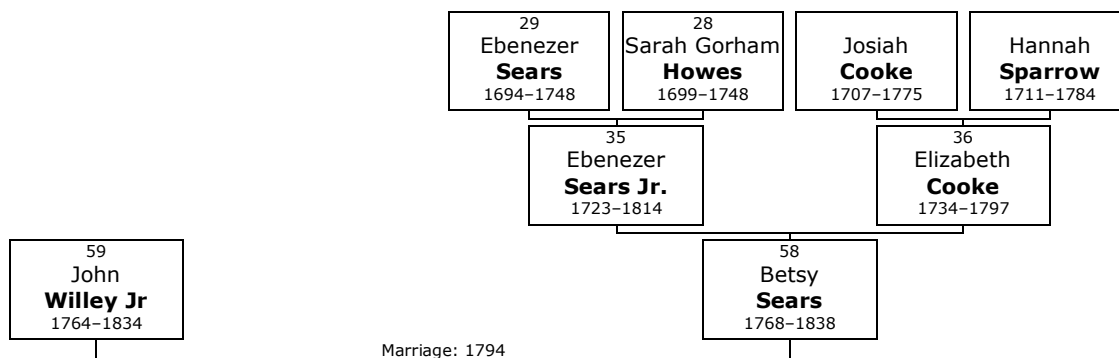 29
Ebenezer
Sears
1694–1748
28
Sarah Gorham
Howes
1699–1748
Josiah
Cooke
1707–1775
Hannah
Sparrow
1711–1784
35
Ebenezer
Sears Jr.
1723–1814
36
Elizabeth
Cooke
1734–1797
59
John
Willey Jr
1764–1834
58
Betsy
Sears
1768–1838
Marriage: 1794